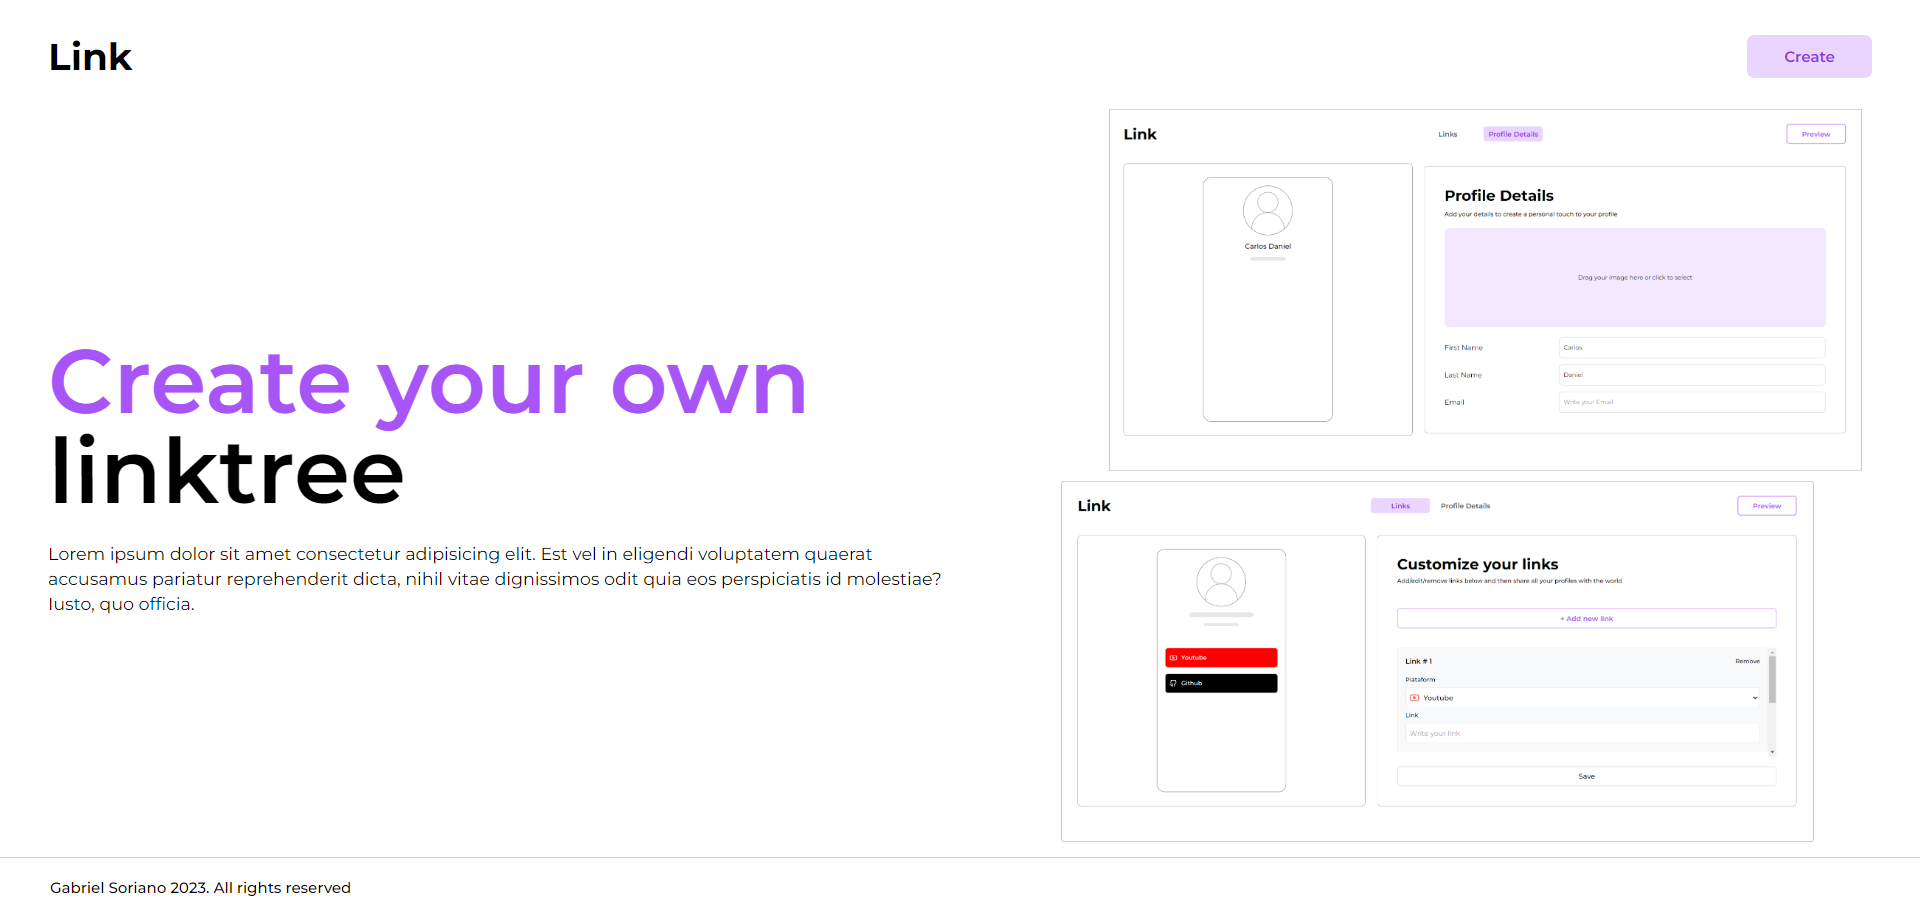 Link
Create
Create your own
linktree
Lorem ipsum dolor sit amet consectetur adipisicing elit. Est vel in eligendi voluptatem quaerat
accusamus pariatur reprehenderit dicta, nihil vitae dignissimos odit quia eos perspiciatis id molestiae?
Iusto, quo officia.
Link
Links
Profile Details
Preview
Carlos Daniel
Profile Details
Add your details to create a personal touch to your profile
Drag your image here or click to select
First Name
Carlos
Last Name
Daniel
Email
Write your Email
Link
Links
Profile Details
Preview
Youtube
Github
Customize your links
Add/edit/remove links below and then share all your profiles with the world
+ Add new link
Link # 1
Remove
Plataform
Youtube
Link
Write your link
Save
Gabriel Soriano 2023. All rights reserved